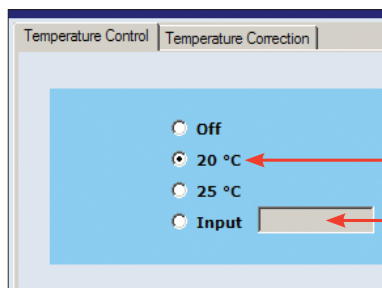 Temperature Control Temperature Correction
Off
20 °C
25 °C
Input